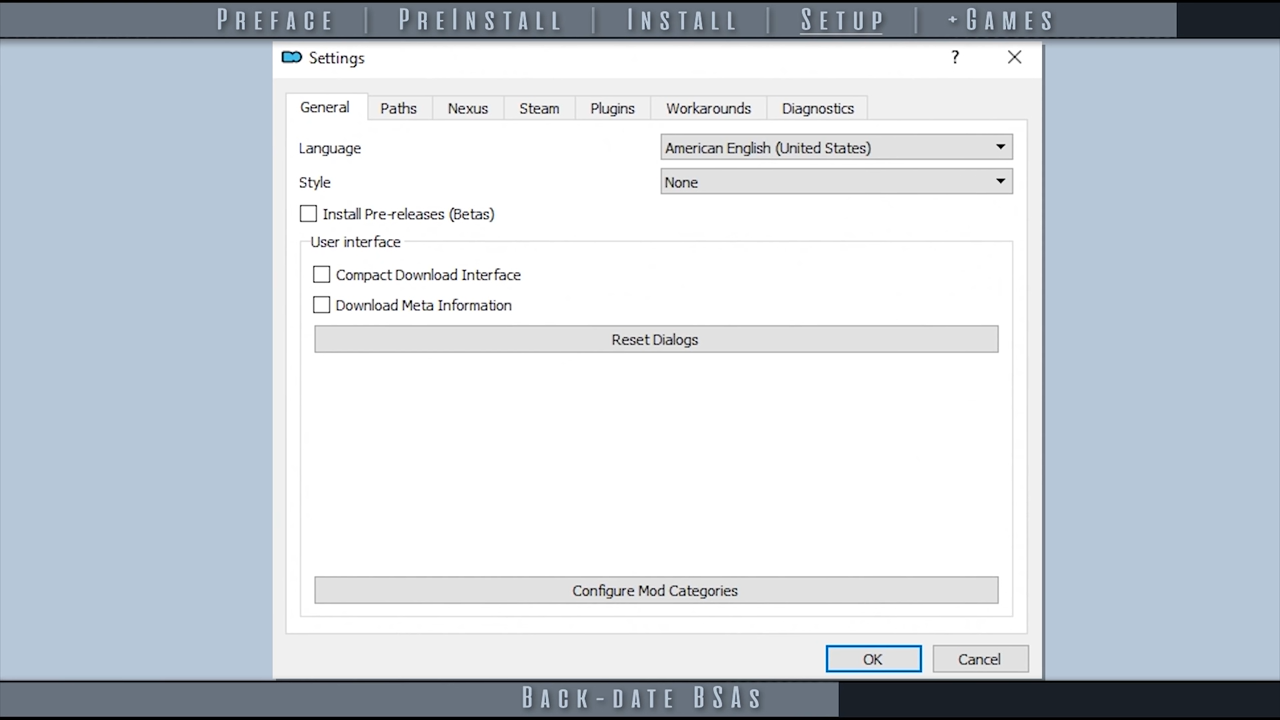 Preface | PreInstall | Install | Setup | +Games
Settings ?
General Paths Nexus Steam Plugins Workarounds Diagnostics
Language American English (United States)
Style None
Install Pre-releases (Betas)
User interface
Compact Download Interface
Download Meta Information
Reset Dialogs
Configure Mod Categories
OK Cancel
Back-date BSAs